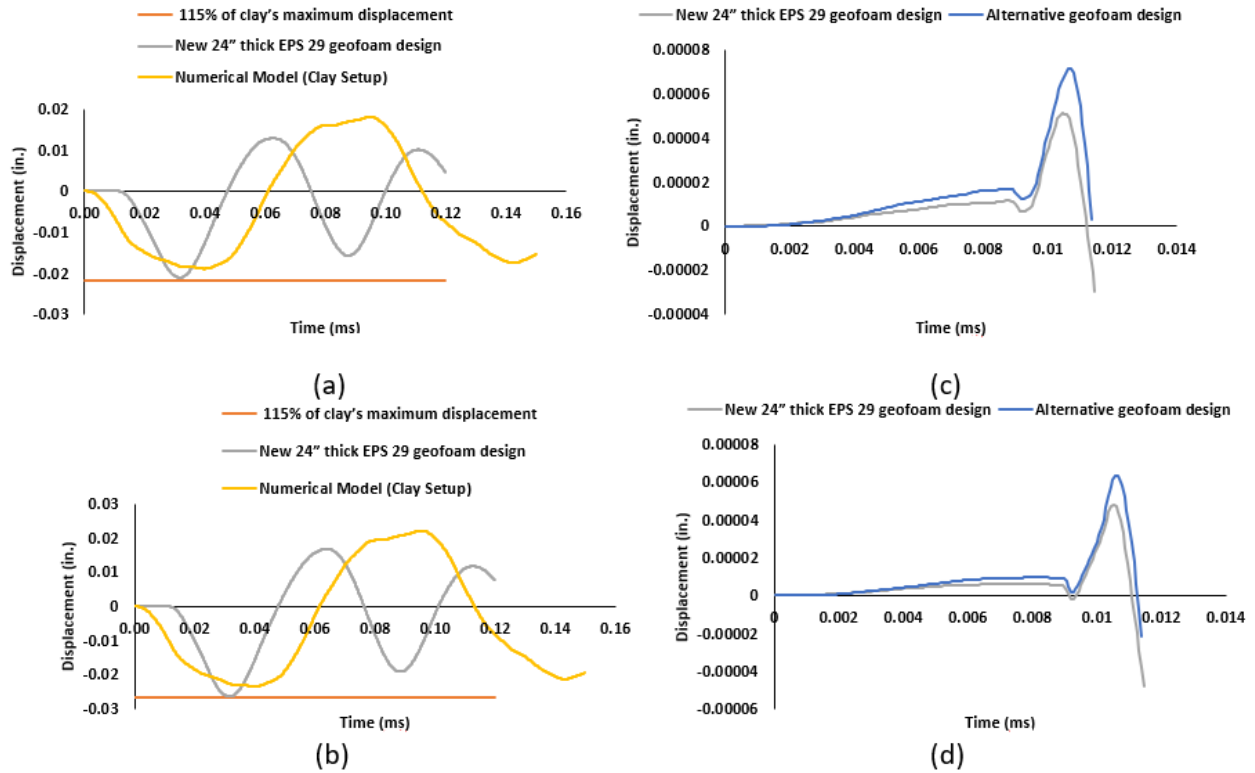 115% of clay’s maximum displacement
New 24” thick EPS 29 geofoam design
Numerical Model (Clay Setup)
0.02
0.01
0
-0.01
-0.02
-0.03
0.00 0.02 0.04 0.06 0.08 0.10 0.12 0.14 0.16
Displacement (in.)
Time (ms)
(a)
New 24” thick EPS 29 geofoam design Alternative geofoam design
0.00008
0.00006
0.00004
0.00002
0
-0.00002
-0.00004
0 0.002 0.004 0.006 0.008 0.01 0.012 0.014
Displacement (in.)
Time (ms)
(c)
115% of clay’s maximum displacement
New 24” thick EPS 29 geofoam design
Numerical Model (Clay Setup)
0.03
0.02
0.01
0
-0.01
-0.02
-0.03
0.00 0.02 0.04 0.06 0.08 0.10 0.12 0.14 0.16
Displacement (in.)
Time (ms)
(b)
New 24” thick EPS 29 geofoam design Alternative geofoam design
0.00008
0.00006
0.00004
0.00002
0
-0.00002
-0.00004
-0.00006
0 0.002 0.004 0.006 0.008 0.01 0.012 0.014
Displacement (in.)
Time (ms)
(d)